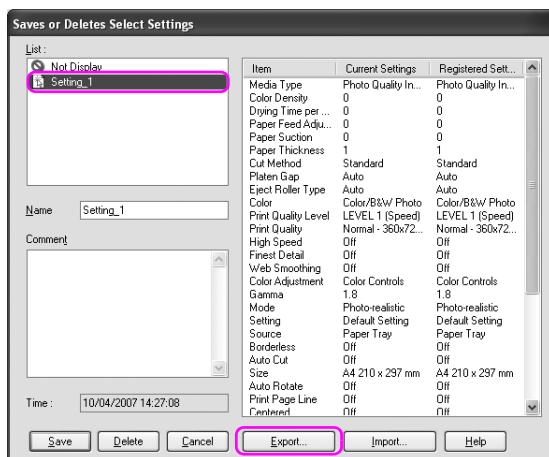 Saves or Deletes Select Settings
List :
Not Display
Setting_1
Name Setting_1
Comment
Time : 10/04/2007 14:27:08
Item Current Settings Registered Sett...
Media Type Photo Quality In... Photo Quality In...
Color Density 0 0
Drying Time per ... 0 0
Paper Feed Adju... 0 0
Paper Suction 0 0
Paper Thickness 1 1
Cut Method Standard Standard
Platen Gap Auto Auto
Eject Roller Type Auto Auto
Color Color/B&W Photo Color/B&W Photo
Print Quality Level LEVEL 1 (Speed) LEVEL 1 (Speed)
Print Quality Normal - 360x72... Normal - 360x72...
High Speed Off Off
Finest Detail Off Off
Web Smoothing Off Off
Color Adjustment Color Controls Color Controls
Gamma 1.8 1.8
Mode Photo-realistic Photo-realistic
Setting Default Setting Default Setting
Source Paper Tray Paper Tray
Borderless Off Off
Auto Cut Off Off
Size A4 210 x 297 mm A4 210 x 297 mm
Auto Rotate Off Off
Print Page Line Off Off
Centered Off Off
Save Delete Cancel Export... Import... Help